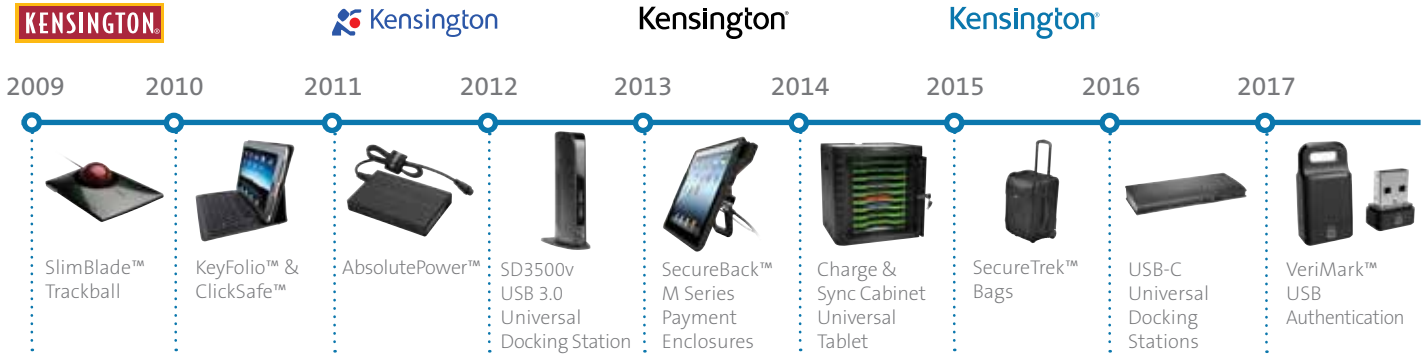 KENSINGTON®
Kensington
Kensington®
Kensington®
2009
2010
2011
2012
2013
2014
2015
2016
2017
SlimBlade™
Trackball
KeyFolio™ &
ClickSafe™
AbsolutePower™
SD3500v
USB 3.0
Universal
Docking Station
SecureBack™
M Series
Payment
Enclosures
Charge &
Sync Cabinet
Universal
Tablet
SecureTrek™
Bags
USB-C
Universal
Docking
Stations
VeriMark™
USB
Authentication